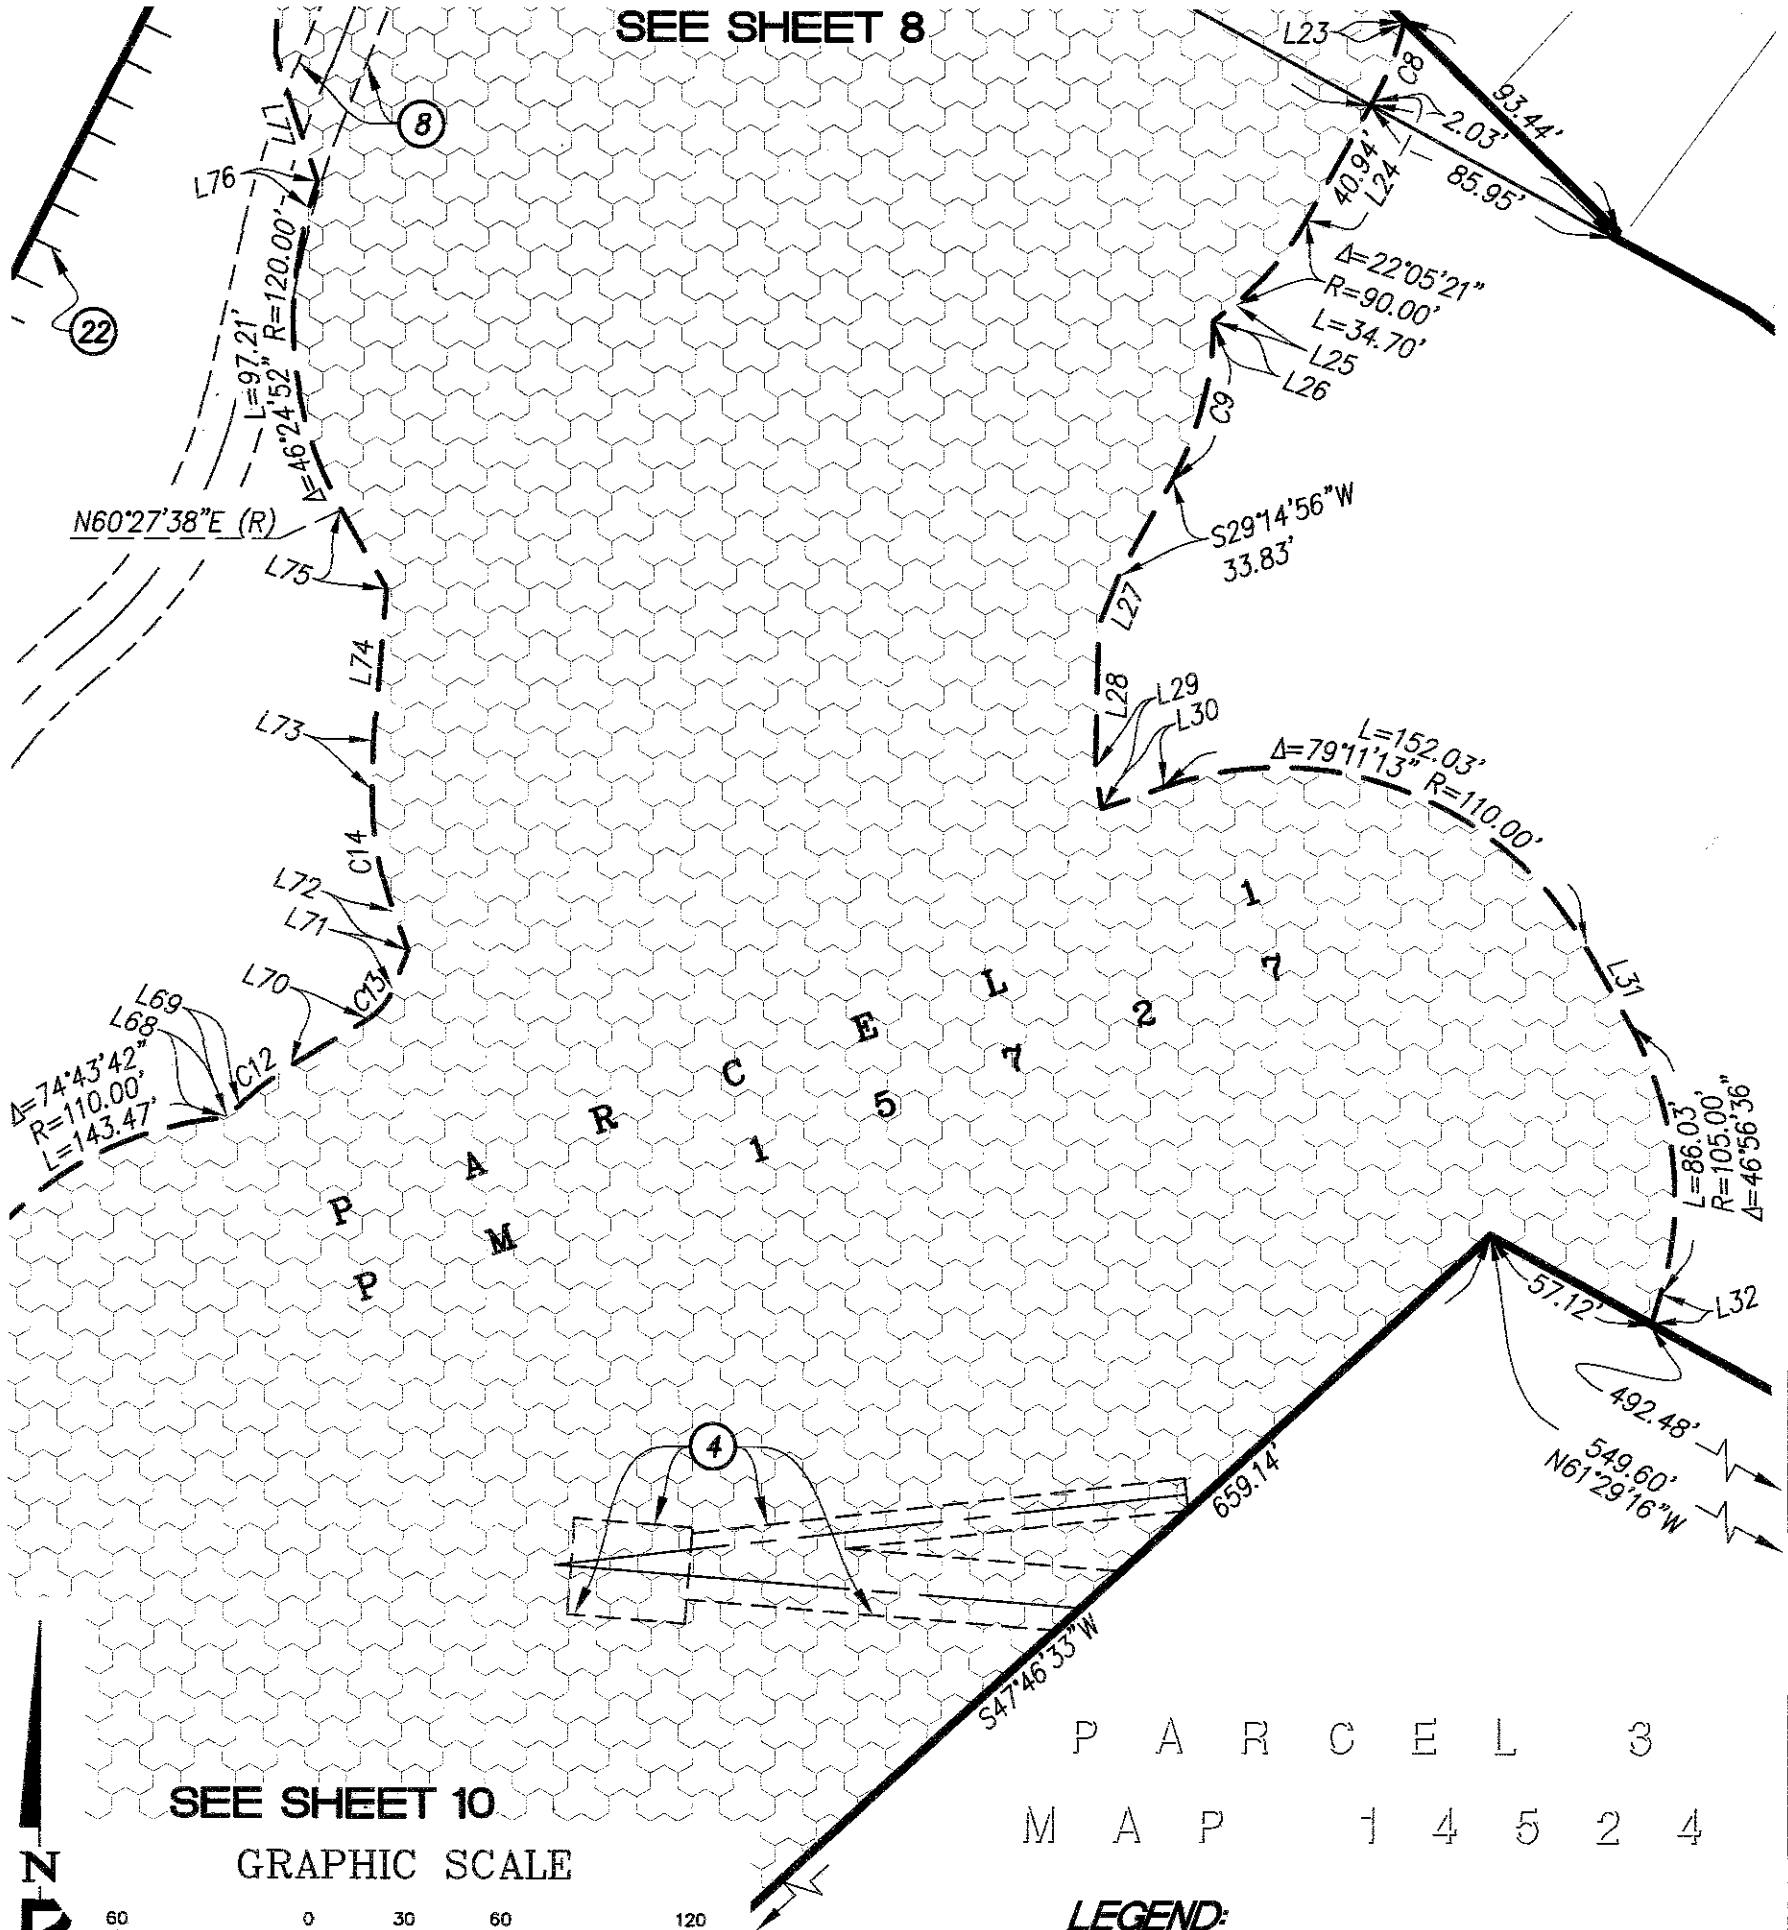 SEE SHEET 8
L23
C8
93.44'
2.03'
40.94'
L24
85.95'
8
L77
L76
22
L=97.21'
R=120.00'
Δ=46°24'52"
Δ=22°05'21"
R=90.00'
L=34.70'
L25
L26
C9
N60°27'38"E (R)
L75
S29°14'56"W
33.83'
L27
L74
L28
L29
L30
L73
L=152.03'
Δ=79°11'13" R=110.00'
C14
L72
L71
L70
C13
L69
L68
C12
Δ=74°43'42"
R=110.00'
L=143.47'
L31
PARCEL 1
PM 15727
L=86.03'
R=105.00'
Δ=46°56'36"
57.12'
L32
492.48'
549.60'
N61°29'16"W
4
659.14'
S47°46'33"W
PARCEL 3
MAP 14524
SEE SHEET 10
N
GRAPHIC SCALE
60 0 30 60 120
LEGEND: